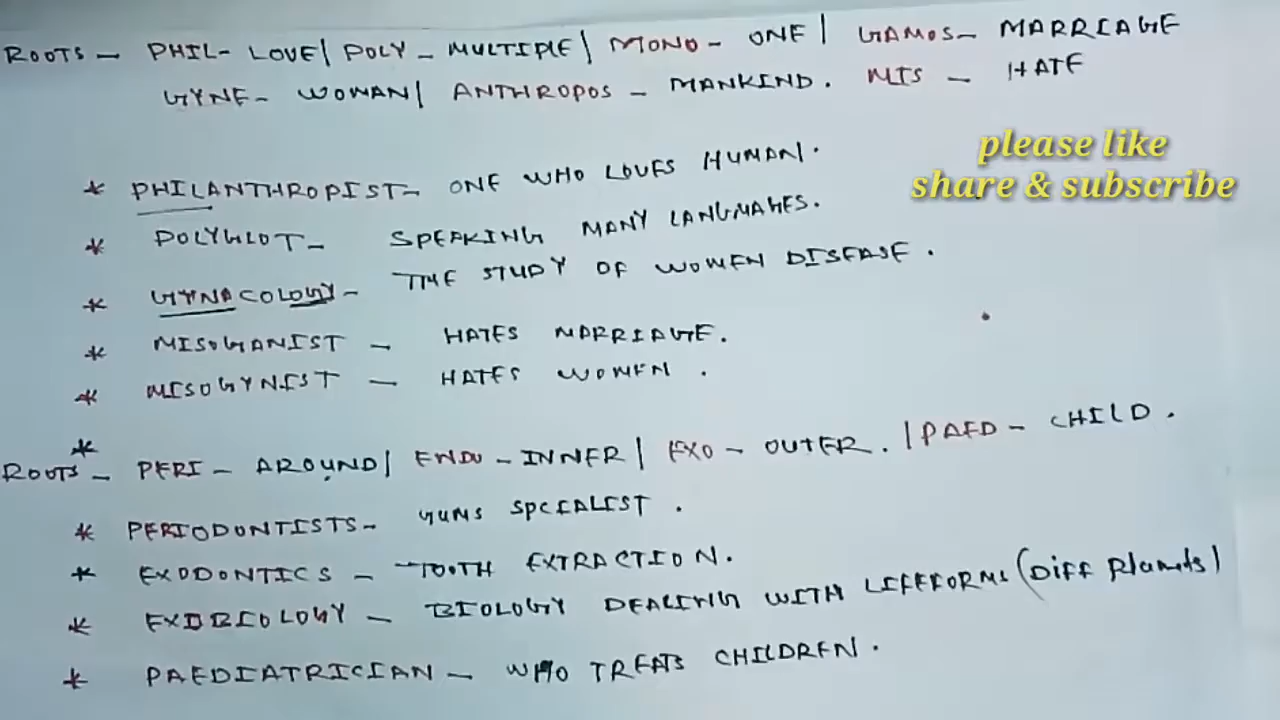 ROOTS - PHIL - LOVE | POLY - MULTIPLE | MONO - ONE | GAMOS - MARRIAGE
GYNE - WOMAN | ANTHROPOS - MANKIND. MIS - HATE
please like
share & subscribe
* PHILANTHROPIST - ONE WHO LOVES HUMAN.
* POLYGLOT - SPEAKING MANY LANGUAGES.
* GYNACOLOGY - THE STUDY OF WOMEN DISEASE.
* MISOGANIST - HATES MARRIAGE.
* MISOGYNIST - HATES WOMEN.
*
ROOTS - PERI - AROUND | ENDO - INNER | EXO - OUTER. | PAED - CHILD.
* PERIODONTISTS - GUMS SPCIALIST.
* EXODONTICS - TOOTH EXTRACTION.
* EXOBIOLOGY - BIOLOGY DEALING WITH LIFEFORMS (Diff Planets)
* PAEDIATRICIAN - WHO TREATS CHILDREN.